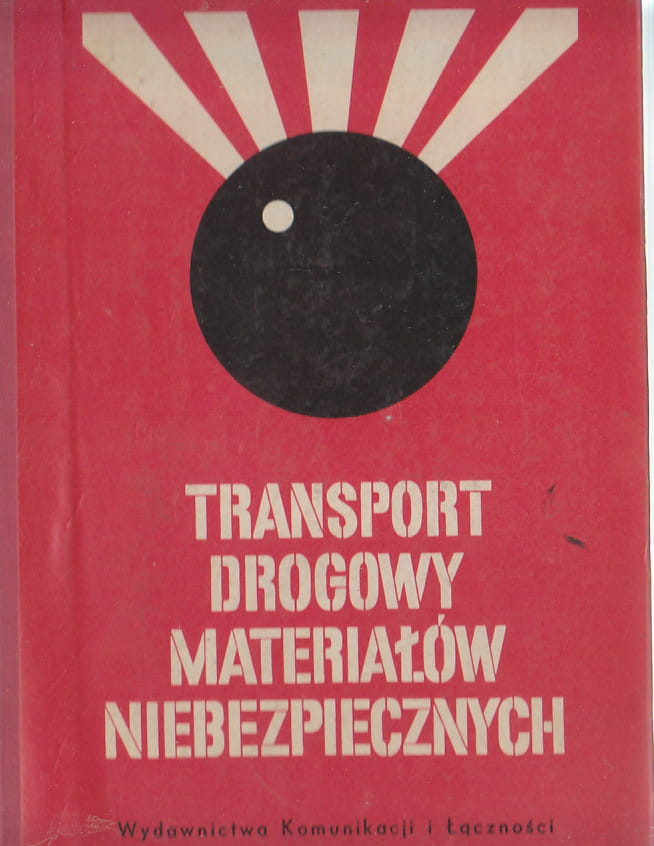 TRANSPORT
DROGOWY
MATERIAŁÓW
NIEBEZPIECZNYCH
Wydawnictwa Komunikacji i Łączności